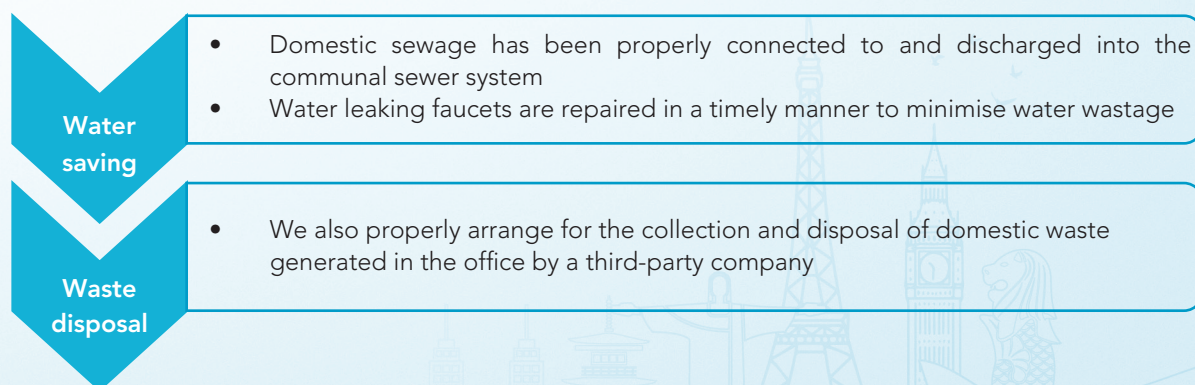 • Domestic sewage has been properly connected to and discharged into the
communal sewer system
• Water leaking faucets are repaired in a timely manner to minimise water wastage
Water
saving
• We also properly arrange for the collection and disposal of domestic waste
generated in the office by a third-party company
Waste
disposal